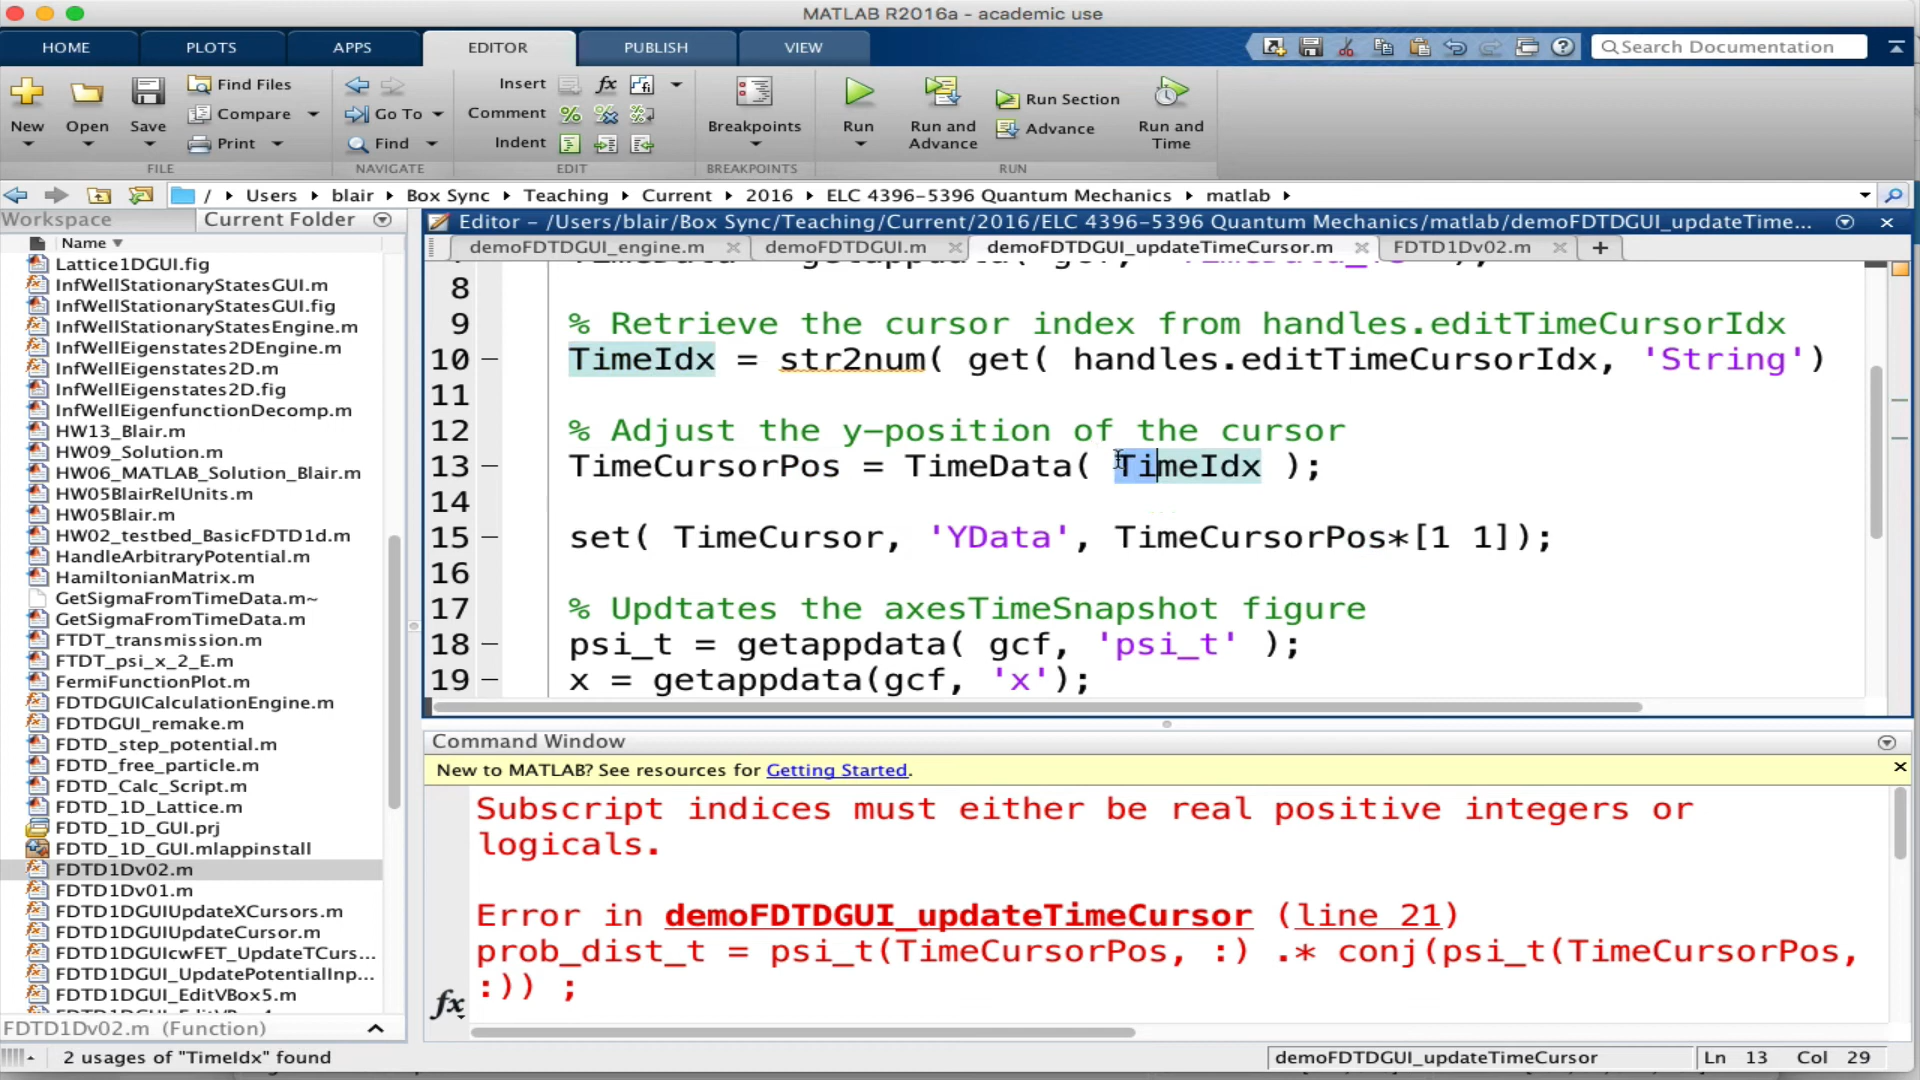 MATLAB R2016a - academic use
HOME PLOTS APPS EDITOR PUBLISH VIEW Search Documentation
Find Files Insert fx
Compare Go To Comment Run Section
New Open Save Breakpoints Run Run and Advance Advance Run and Time
Print Find Indent
FILE NAVIGATE EDIT BREAKPOINTS RUN
/ Users blair Box Sync Teaching Current 2016 ELC 4396-5396 Quantum Mechanics matlab
Workspace Current Folder
Name
Lattice1DGUI.fig
InfWellStationaryStatesGUI.m
InfWellStationaryStatesGUI.fig
InfWellStationaryStatesEngine.m
InfWellEigenstates2DEngine.m
InfWellEigenstates2D.m
InfWellEigenstates2D.fig
InfWellEigenfunctionDecomp.m
HW13_Blair.m
HW09_Solution.m
HW06_MATLAB_Solution_Blair.m
HW05BlairRelUnits.m
HW05Blair.m
HW02_testbed_BasicFDTD1d.m
HandleArbitraryPotential.m
HamiltonianMatrix.m
GetSigmaFromTimeData.m~
GetSigmaFromTimeData.m
FTDT_transmission.m
FTDT_psi_x_2_E.m
FermiFunctionPlot.m
FDTDGUICalculationEngine.m
FDTDGUI_remake.m
FDTD_step_potential.m
FDTD_free_particle.m
FDTD_Calc_Script.m
FDTD_1D_Lattice.m
FDTD_1D_GUI.prj
FDTD_1D_GUI.mlappinstall
FDTD1Dv02.m
FDTD1Dv01.m
FDTD1DGUIUpdateXCursors.m
FDTD1DGUIUpdateCursor.m
FDTD1DGUIcwFET_UpdateTCurs...
FDTD1DGUI_UpdatePotentialInp...
FDTD1DGUI_EditVBox5.m
FDTD1Dv02.m (Function)
2 usages of "TimeIdx" found
Editor - /Users/blair/Box Sync/Teaching/Current/2016/ELC 4396-5396 Quantum Mechanics/matlab/demoFDTDGUI_updateTime...
demoFDTDGUI_engine.m demoFDTDGUI.m demoFDTDGUI_updateTimeCursor.m FDTD1Dv02.m
8
9 % Retrieve the cursor index from handles.editTimeCursorIdx
10 TimeIdx = str2num( get( handles.editTimeCursorIdx, 'String')
11
12 % Adjust the y-position of the cursor
13 TimeCursorPos = TimeData( TimeIdx );
14
15 set( TimeCursor, 'YData', TimeCursorPos*[1 1]);
16
17 % Updtates the axesTimeSnapshot figure
18 psi_t = getappdata( gcf, 'psi_t' );
19 x = getappdata(gcf, 'x');
Command Window
New to MATLAB? See resources for Getting Started.
Subscript indices must either be real positive integers or
logicals.
Error in demoFDTDGUI_updateTimeCursor (line 21)
prob_dist_t = psi_t(TimeCursorPos, :) .* conj(psi_t(TimeCursorPos,
:)) ;
fx
demoFDTDGUI_updateTimeCursor Ln 13 Col 29